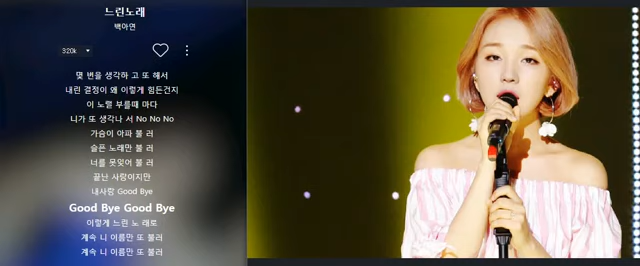 느린노래
백아연
320k
몇 번을 생각하 고 또 해서
내린 결정이 왜 이렇게 힘든건지
이 노랠 부를때 마다
니가 또 생각나 서 No No No
가슴이 아파 불 러
슬픈 노래만 불 러
너를 못잊어 불 러
끝난 사랑이지만
내사랑 Good Bye
Good Bye Good Bye
이렇게 느린 노 래로
계속 니 이름만 또 불러
계속 니 이름만 또 불러